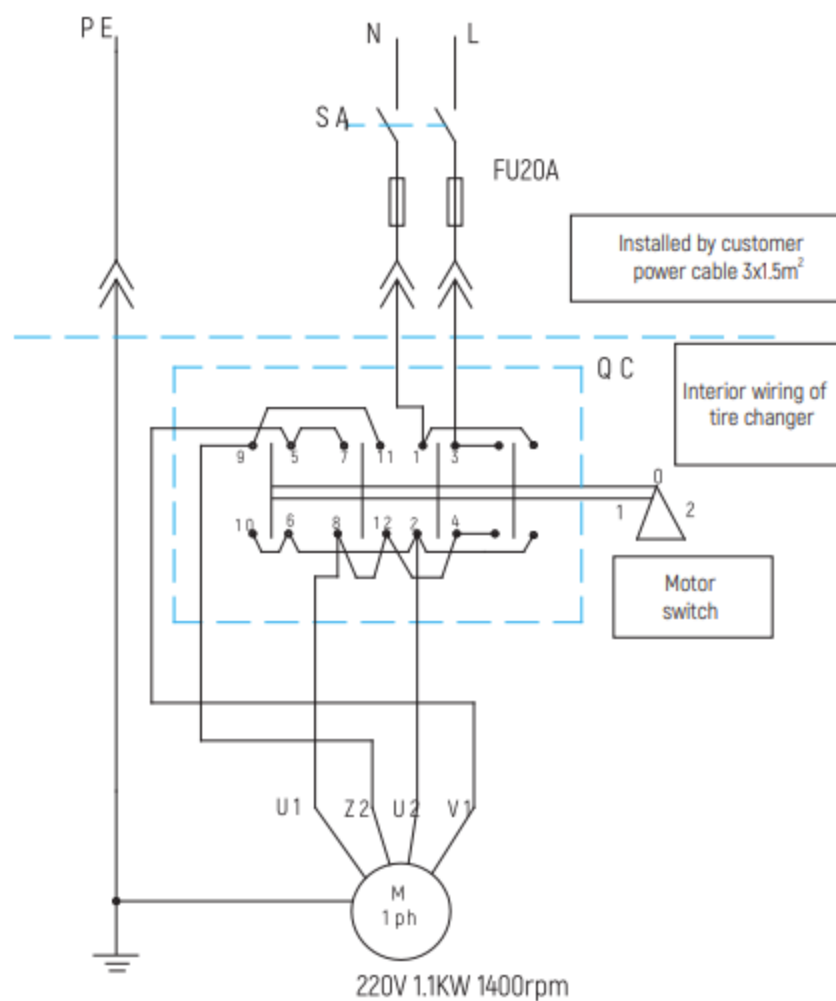 PE
N
L
SA
FU20A
Installed by customer
power cable 3x1.5m²
QC
Interior wiring of
tire changer
9 5 7 11 1 3
0
1 2
10 6 8 12 2 4
Motor
switch
U1 Z2 U2 V1
M
1 ph
220V 1.1KW 1400rpm